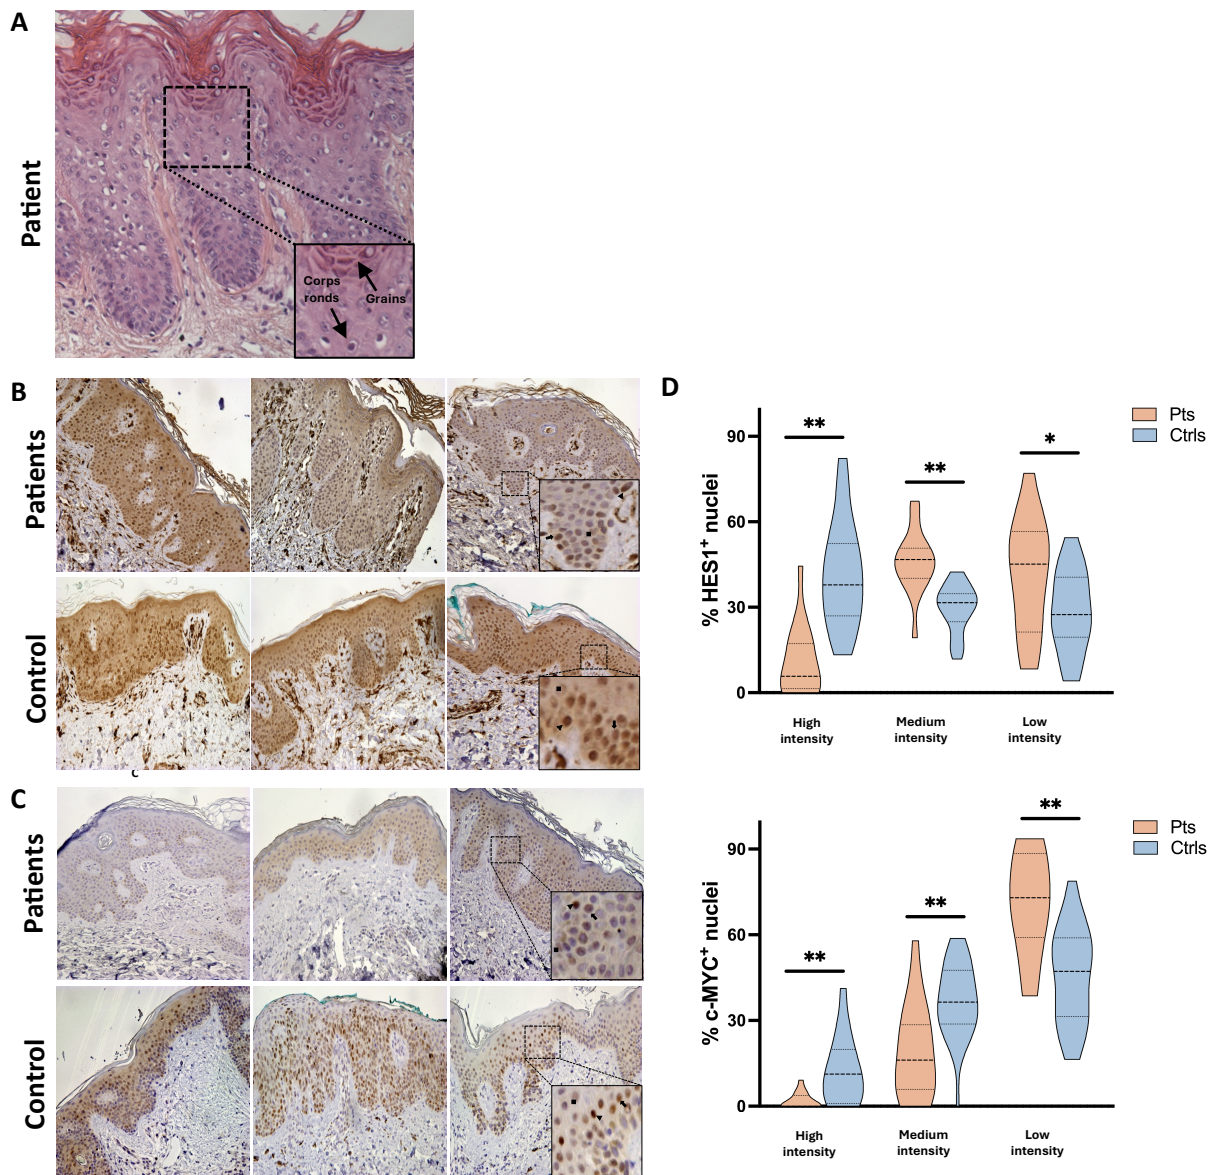 A
Patient
Corps
ronds
Grains
B
Patients
Control
C
C
Patients
Control
D
Pts
Ctrls
% HES1⁺ nuclei
90
60
30
0
**
**
*
High
intensity
Medium
intensity
Low
intensity
Pts
Ctrls
% c-MYC⁺ nuclei
90
60
30
0
**
**
**
High
intensity
Medium
intensity
Low
intensity